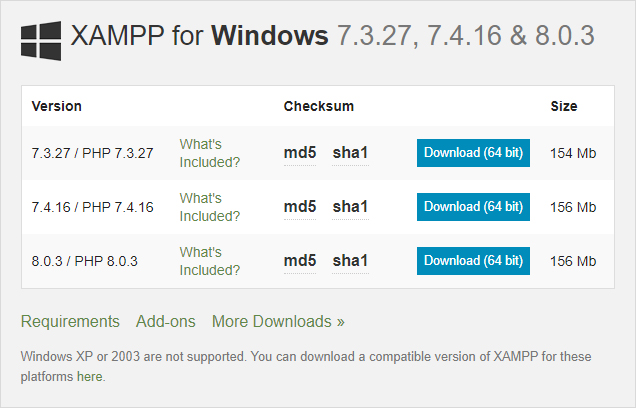 XAMPP for Windows 7.3.27, 7.4.16 & 8.0.3
Version Checksum Size
7.3.27 / PHP 7.3.27 What's Included? md5 sha1 Download (64 bit) 154 Mb
7.4.16 / PHP 7.4.16 What's Included? md5 sha1 Download (64 bit) 156 Mb
8.0.3 / PHP 8.0.3 What's Included? md5 sha1 Download (64 bit) 156 Mb
Requirements Add-ons More Downloads »
Windows XP or 2003 are not supported. You can download a compatible version of XAMPP for these
platforms here.